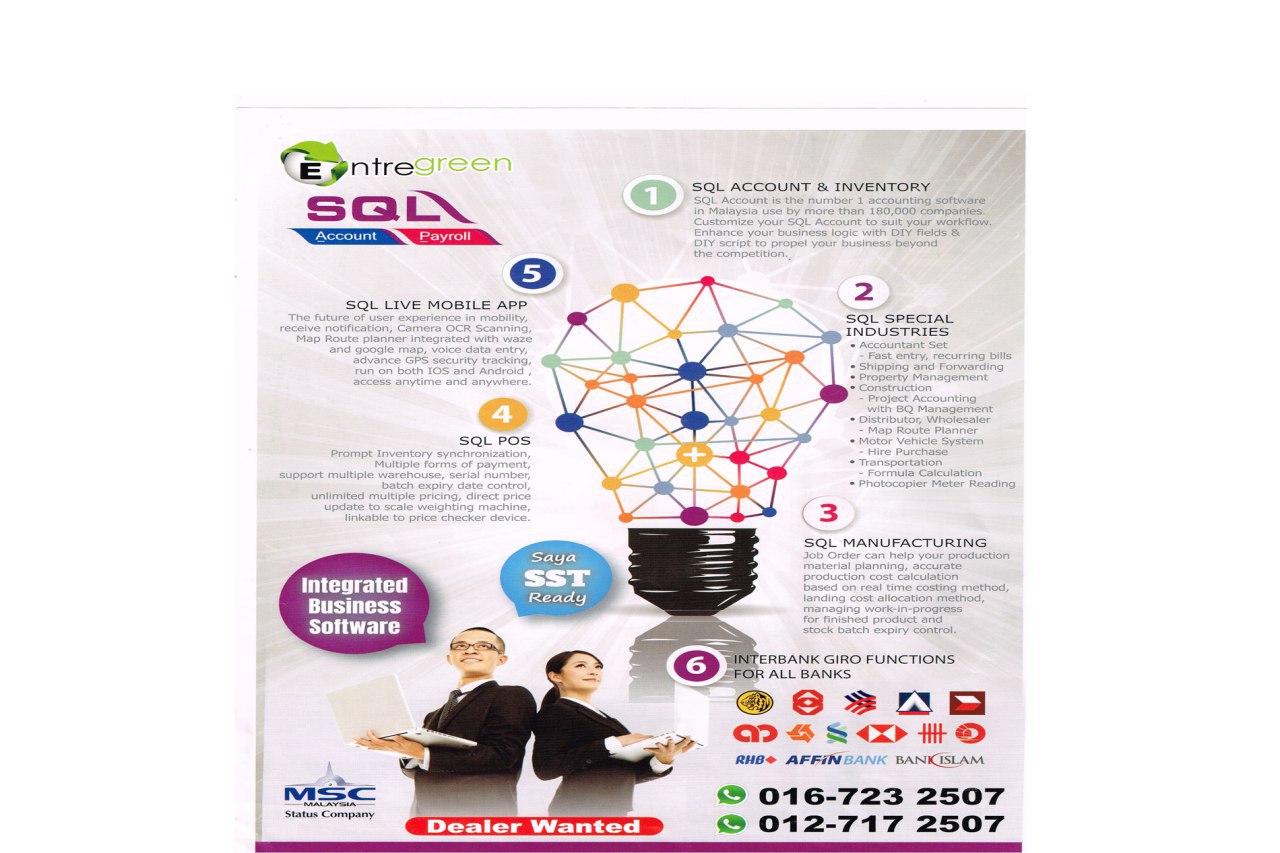 Entregreen
SQL
Account Payroll
1
SQL ACCOUNT & INVENTORY
SQL Account is the number 1 accounting software
in Malaysia use by more than 180,000 companies.
Customize your SQL Account to suit your workflow.
Enhance your business logic with DIY fields &
DIY script to propel your business beyond
the competition.
2
SQL SPECIAL
INDUSTRIES
• Accountant Set
- Fast entry, recurring bills
• Shipping and Forwarding
• Property Management
• Construction
- Project Accounting
with BQ Management
• Distributor, Wholesaler
- Map Route Planner
• Motor Vehicle System
- Hire Purchase
• Transportation
- Formula Calculation
• Photocopier Meter Reading
3
SQL MANUFACTURING
Job Order can help your production
material planning, accurate
production cost calculation
based on real time costing method,
landing cost allocation method,
managing work-in-progress
for finished product and
stock batch expiry control.
5
SQL LIVE MOBILE APP
The future of user experience in mobility,
receive notification, Camera OCR Scanning,
Map Route planner integrated with waze
and google map, voice data entry,
advance GPS security tracking,
run on both IOS and Android ,
access anytime and anywhere.
4
SQL POS
Prompt Inventory synchronization,
Multiple forms of payment,
support multiple warehouse, serial number,
batch expiry date control,
unlimited multiple pricing, direct price
update to scale weighting machine,
linkable to price checker device.
Integrated
Business
Software
Saya
SST
Ready
6
INTERBANK GIRO FUNCTIONS
FOR ALL BANKS
RHB AFFIN BANK BANK ISLAM
MSC
MALAYSIA
Status Company
Dealer Wanted
016-723 2507
012-717 2507